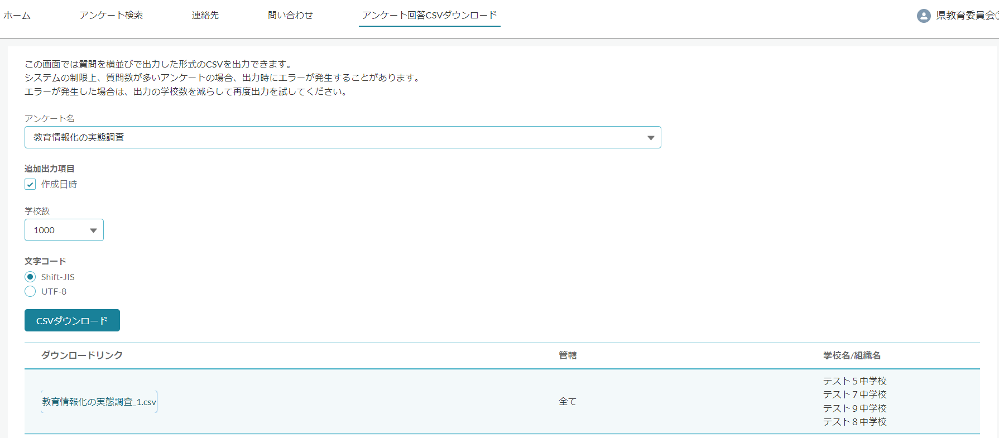 ホーム
アンケート検索
連絡先
問い合わせ
アンケート回答CSVダウンロード
県教育委員会
この画面では質問を横並びで出力した形式のCSVを出力できます。
システムの制限上、質問数が多いアンケートの場合、出力時にエラーが発生することがあります。
エラーが発生した場合は、出力の学校数を減らして再度出力を試してください。
アンケート名
教育情報化の実態調査
追加出力項目
作成日時
学校数
1000
文字コード
Shift-JIS
UTF-8
CSVダウンロード
ダウンロードリンク
管轄
学校名/組織名
教育情報化の実態調査_1.csv
全て
テスト５中学校
テスト７中学校
テスト９中学校
テスト８中学校